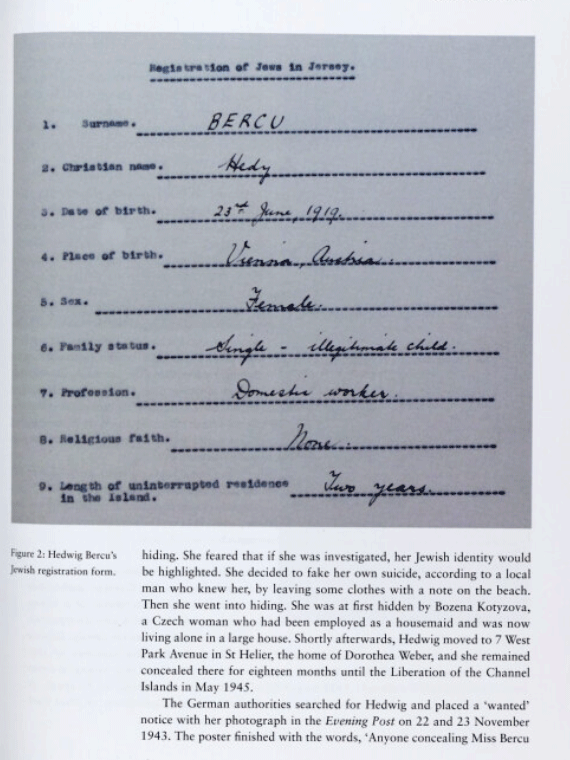 Registration of Jews in Jersey.
1. Surname. BERCU
2. Christian name. Hedy
3. Date of birth. 23rd June, 1919.
4. Place of birth. Vienna, Austria.
5. Sex. Female.
6. Family status. Single - illegitimate child.
7. Profession. Domestic worker.
8. Religious faith. None.
9. Length of uninterrupted residence
in the Island. Two years.
Figure 2: Hedwig Bercu's
Jewish registration form.
hiding. She feared that if she was investigated, her Jewish identity would
be highlighted. She decided to fake her own suicide, according to a local
man who knew her, by leaving some clothes with a note on the beach.
Then she went into hiding. She was at first hidden by Bozena Kotyzova,
a Czech woman who had been employed as a housemaid and was now
living alone in a large house. Shortly afterwards, Hedwig moved to 7 West
Park Avenue in St Helier, the home of Dorothea Weber, and she remained
concealed there for eighteen months until the Liberation of the Channel
Islands in May 1945.
The German authorities searched for Hedwig and placed a 'wanted'
notice with her photograph in the Evening Post on 22 and 23 November
1943. The poster finished with the words, 'Anyone concealing Miss Bercu